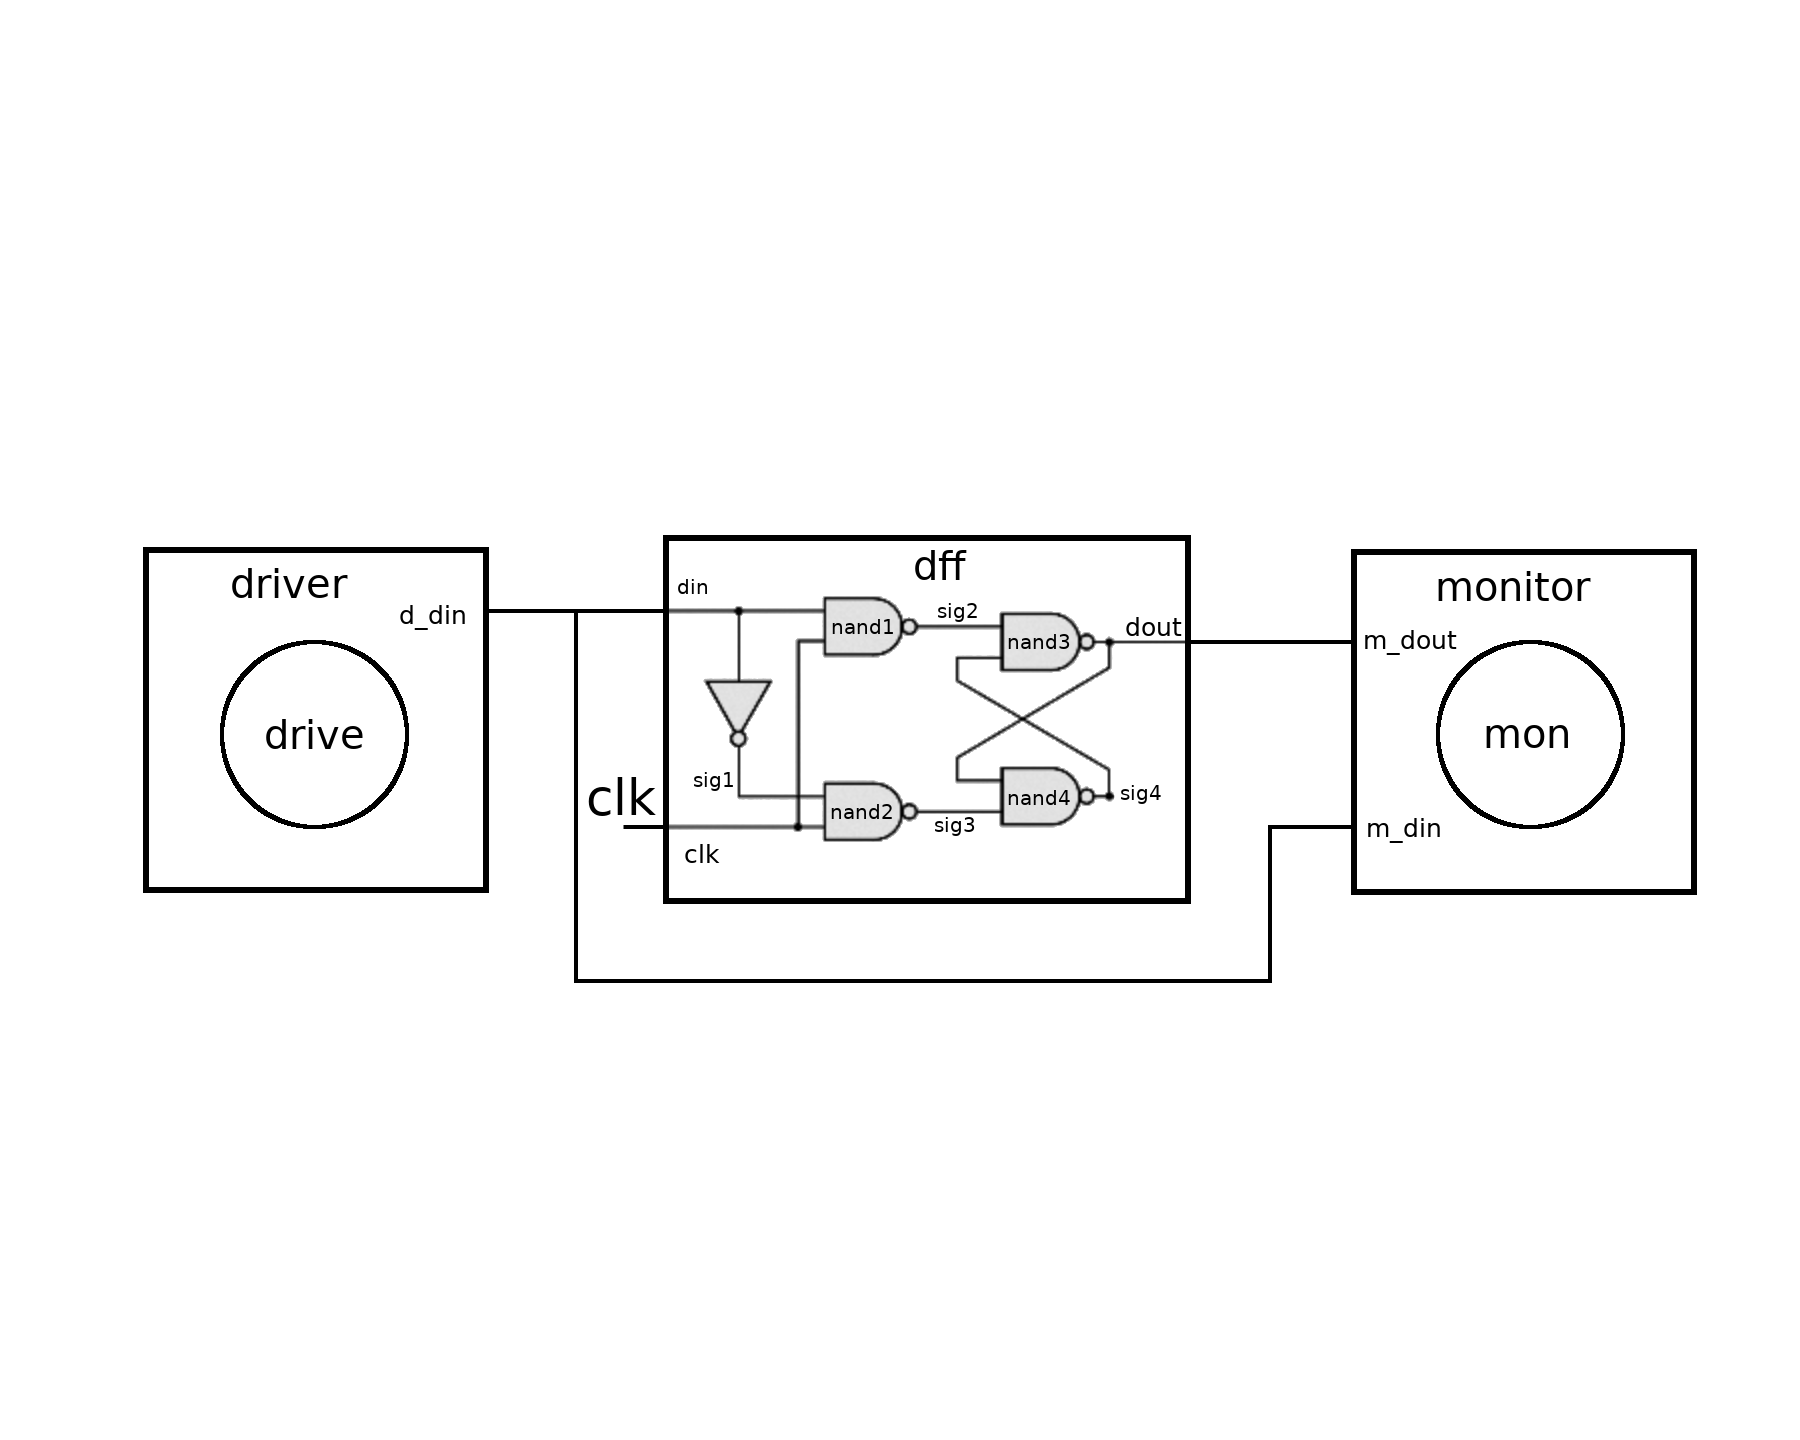 driver
d_din
drive
dff
din
nand1
sig2
nand3
dout
sig1
clk
nand2
sig3
nand4
sig4
clk
monitor
m_dout
mon
m_din